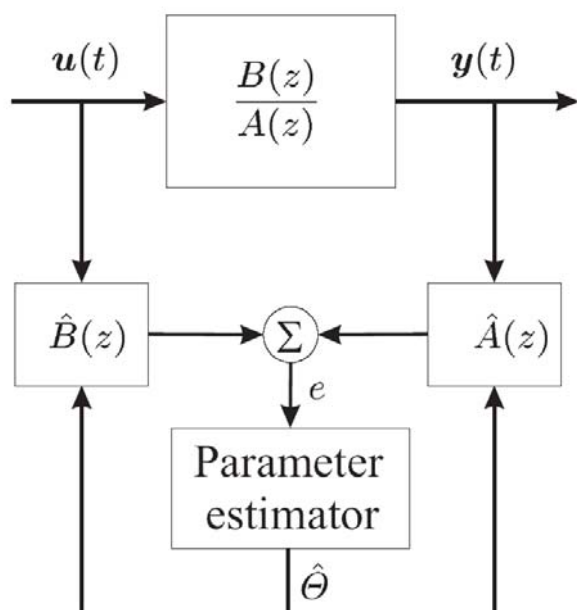 u(t)
y(t)
B(z)
A(z)
B̂(z)
Σ
Â(z)
e
Parameter
estimator
Θ̂